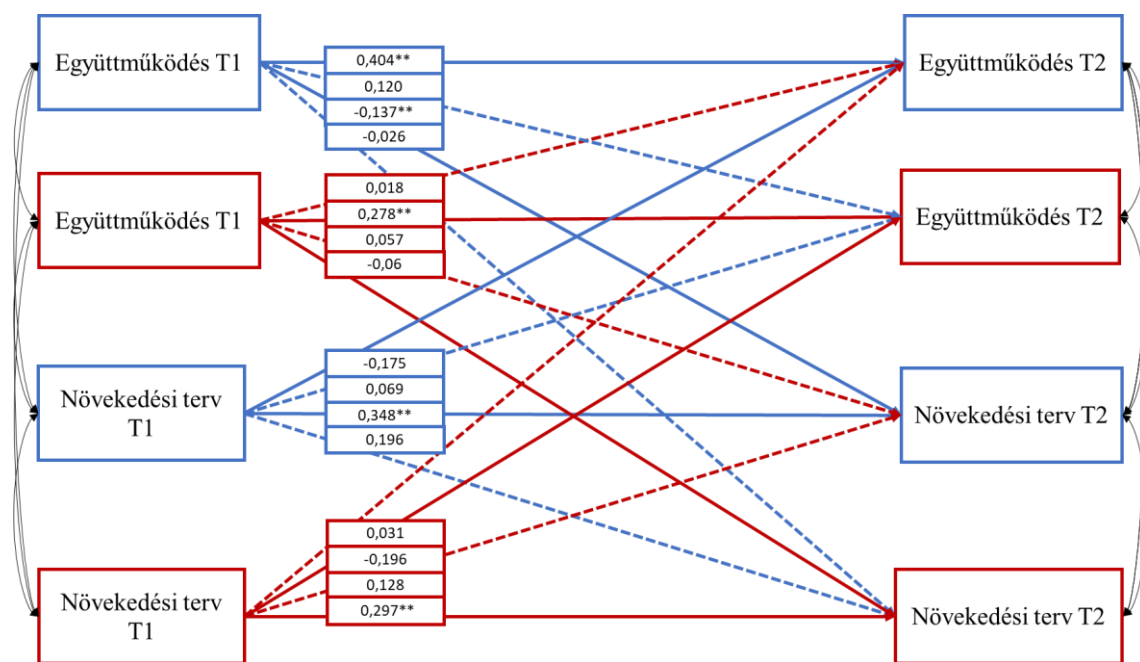 Együttműködés T1
0,404**
0,120
-0,137**
-0,026
Együttműködés T2
Együttműködés T1
0,018
0,278**
0,057
-0,06
Együttműködés T2
Növekedési terv
T1
-0,175
0,069
0,348**
0,196
Növekedési terv T2
Növekedési terv
T1
0,031
-0,196
0,128
0,297**
Növekedési terv T2